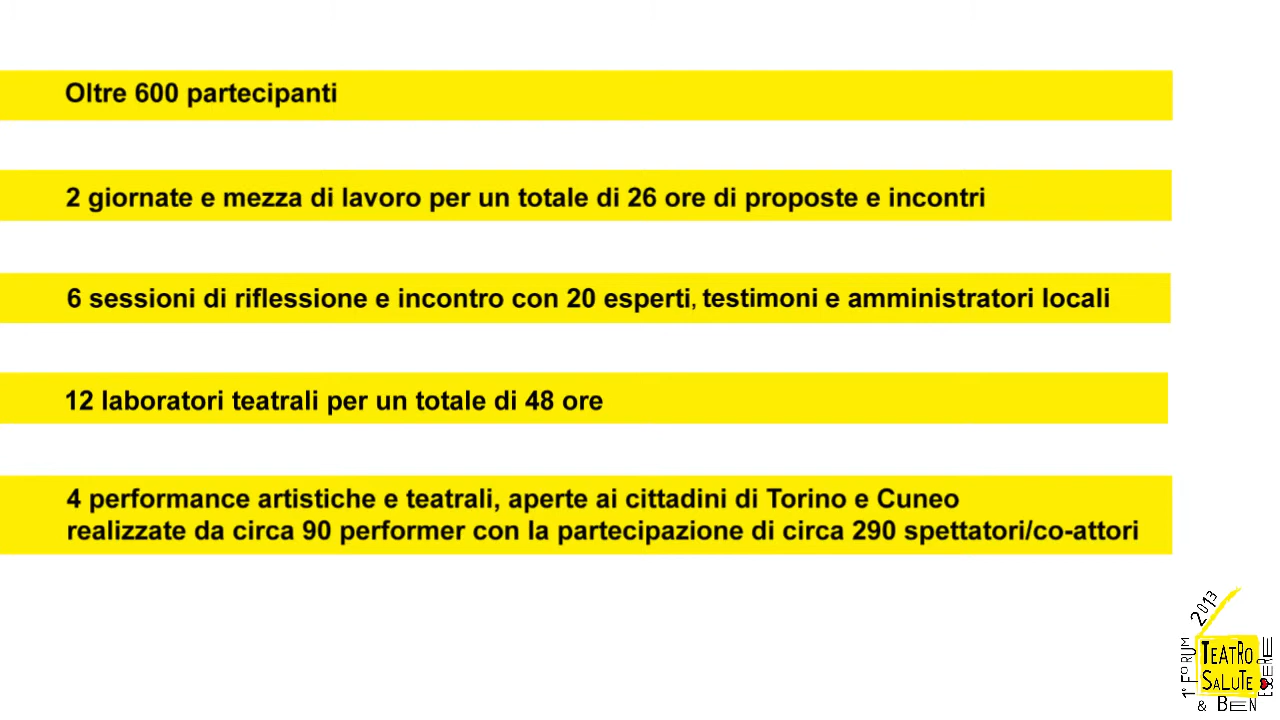 Oltre 600 partecipanti
2 giornate e mezza di lavoro per un totale di 26 ore di proposte e incontri
6 sessioni di riflessione e incontro con 20 esperti, testimoni e amministratori locali
12 laboratori teatrali per un totale di 48 ore
4 performance artistiche e teatrali, aperte ai cittadini di Torino e Cuneo
realizzate da circa 90 performer con la partecipazione di circa 290 spettatori/co-attori
2013
1° FORUM
TEATRO
SALUTE
& BEN
ESSERE